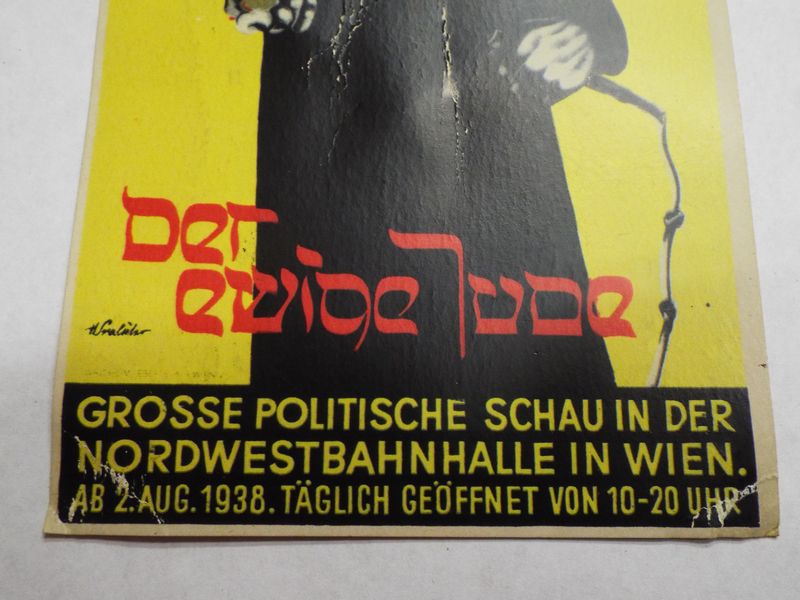 Der
ewige Jude
GROSSE POLITISCHE SCHAU IN DER
NORDWESTBAHNHALLE IN WIEN.
AB 2. AUG. 1938. TÄGLICH GEÖFFNET VON 10-20 UHR